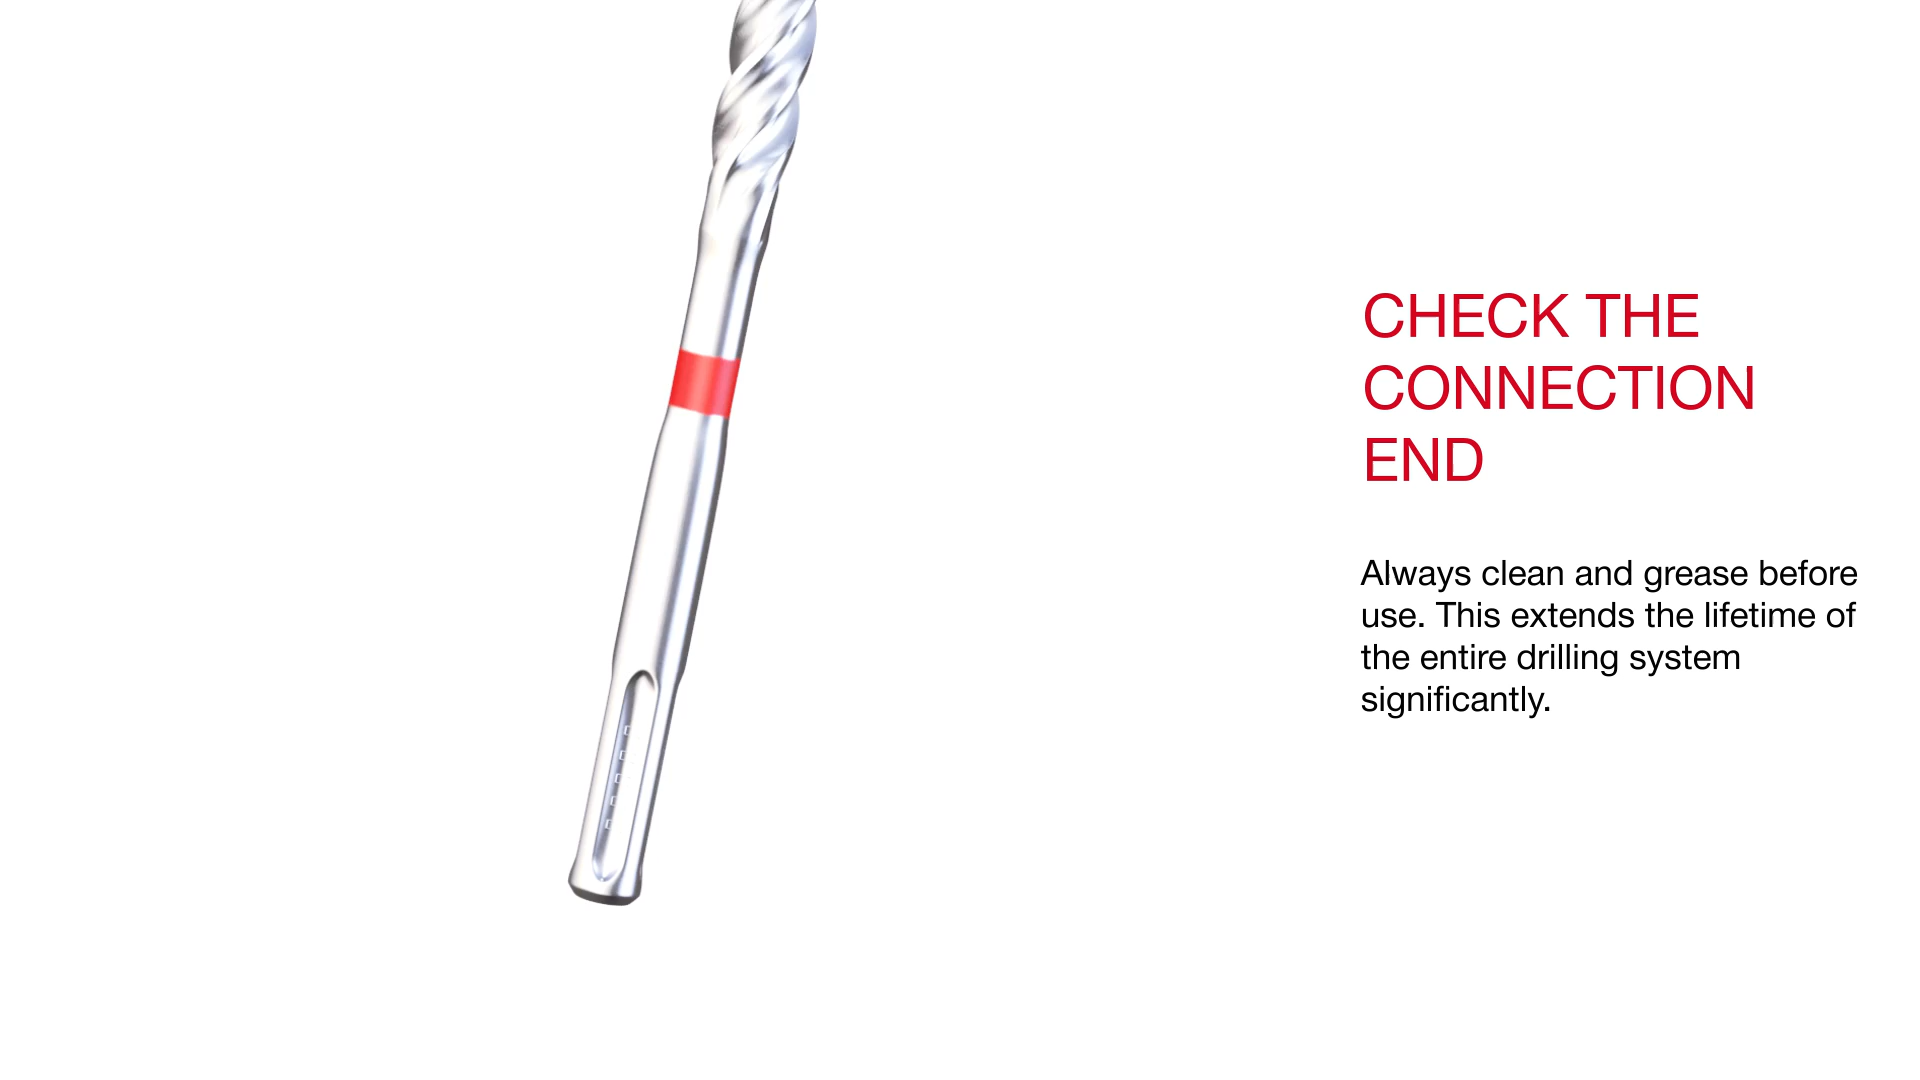 CHECK THE
CONNECTION
END
Always clean and grease before
use. This extends the lifetime of
the entire drilling system
significantly.